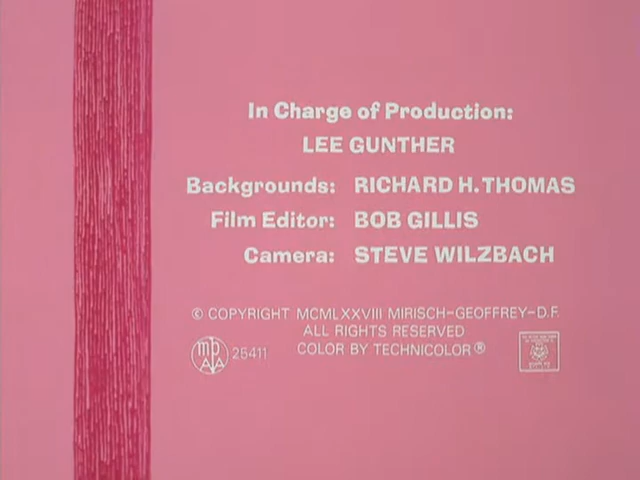 In Charge of Production:
LEE GUNTHER
Backgrounds: RICHARD H. THOMAS
Film Editor: BOB GILLIS
Camera: STEVE WILZBACH
© COPYRIGHT MCMLXXVIII MIRISCH-GEOFFREY-D.F.
ALL RIGHTS RESERVED
COLOR BY TECHNICOLOR®
mpAA 25411